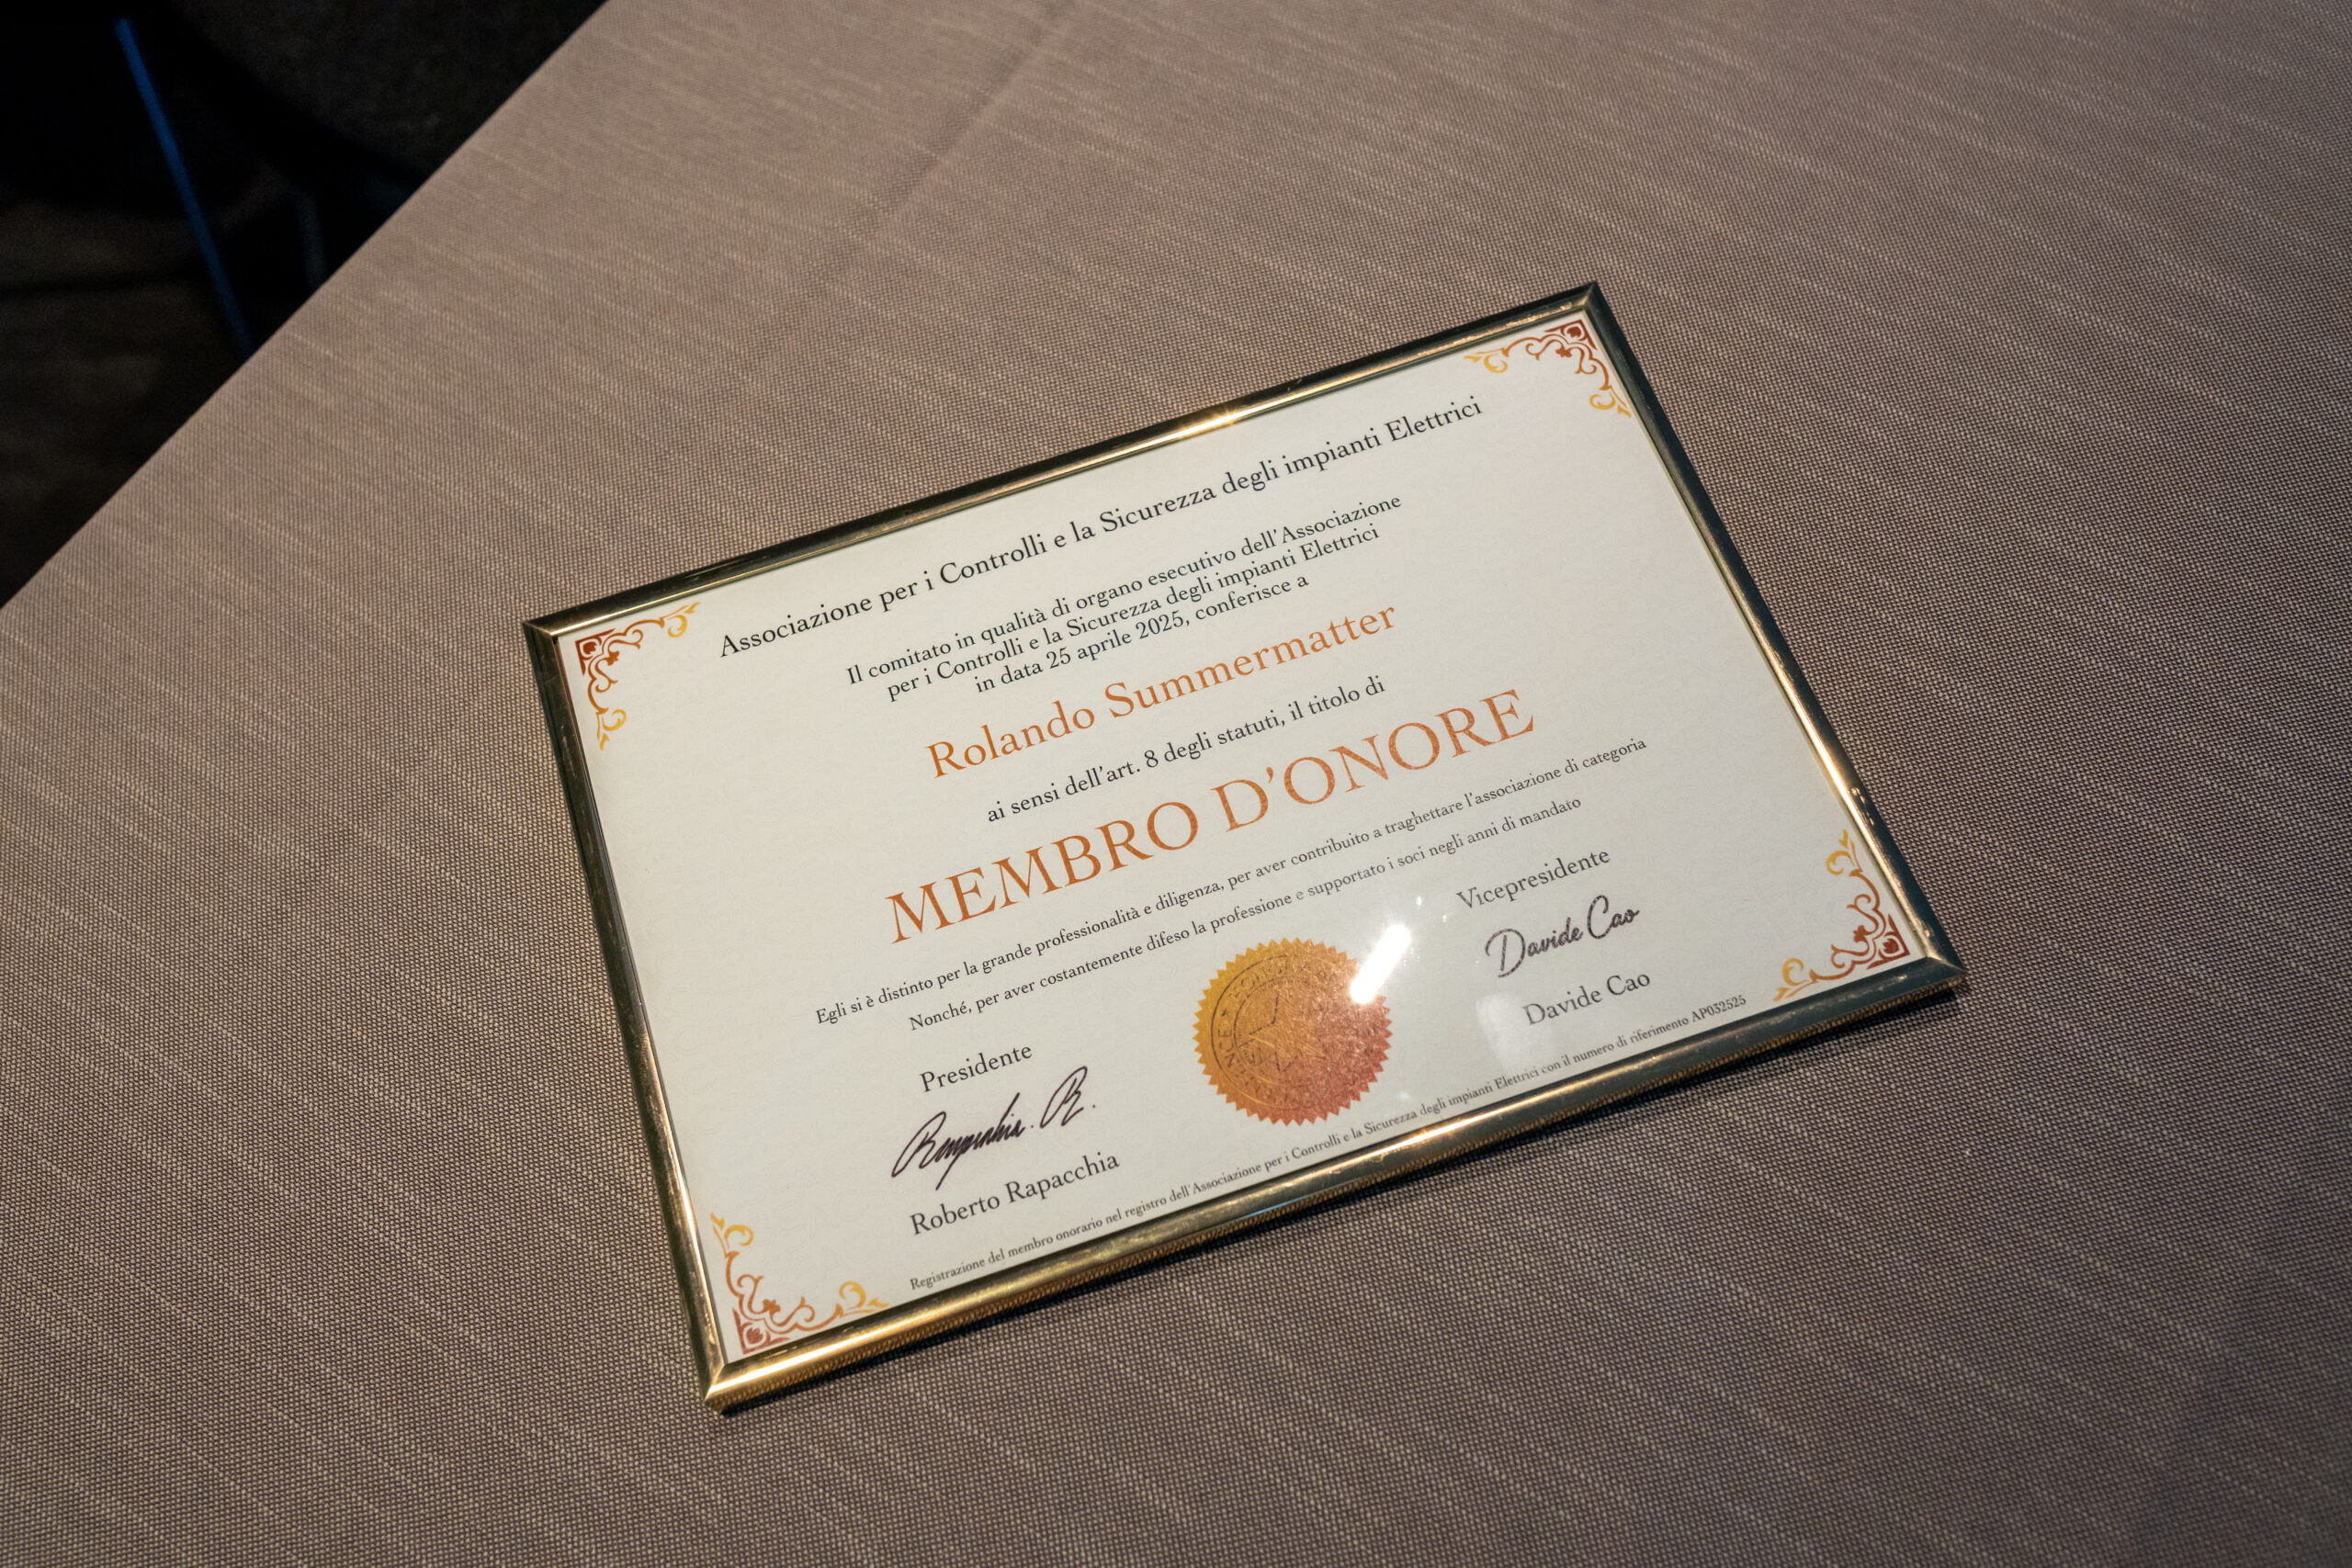 Associazione per i Controlli e la Sicurezza degli impianti Elettrici
Il comitato in qualità di organo esecutivo dell'Associazione
per i Controlli e la Sicurezza degli impianti Elettrici
in data 25 aprile 2025, conferisce a
Rolando Summermatter
ai sensi dell'art. 8 degli statuti, il titolo di
MEMBRO D'ONORE
Egli si è distinto per la grande professionalità e diligenza, per aver contribuito a traghettare l'associazione di categoria
Nonché, per aver costantemente difeso la professione e supportato i soci negli anni di mandato
Presidente
Roberto Rapacchia
Vicepresidente
Davide Cao
Davide Cao
Registrazione del membro onorario nel registro dell'Associazione per i Controlli e la Sicurezza degli impianti Elettrici con il numero di riferimento AP032525